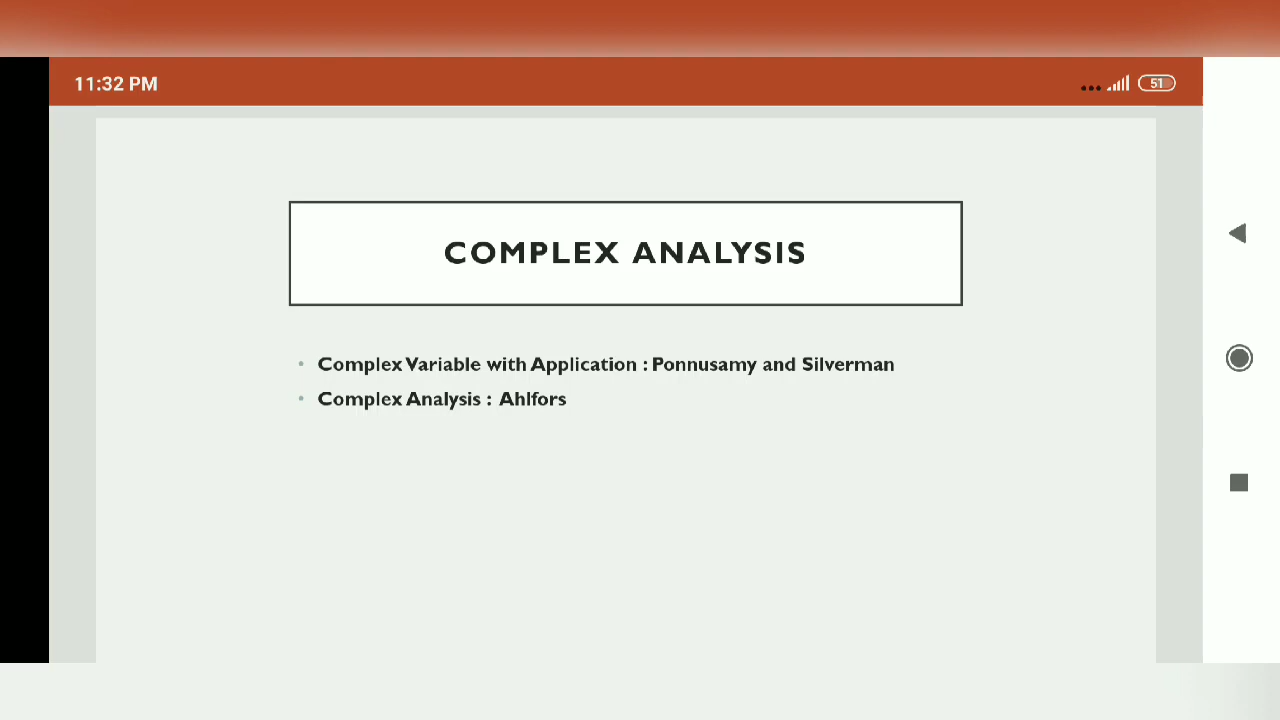 11:32 PM
51
COMPLEX ANALYSIS
• Complex Variable with Application : Ponnusamy and Silverman
• Complex Analysis : Ahlfors